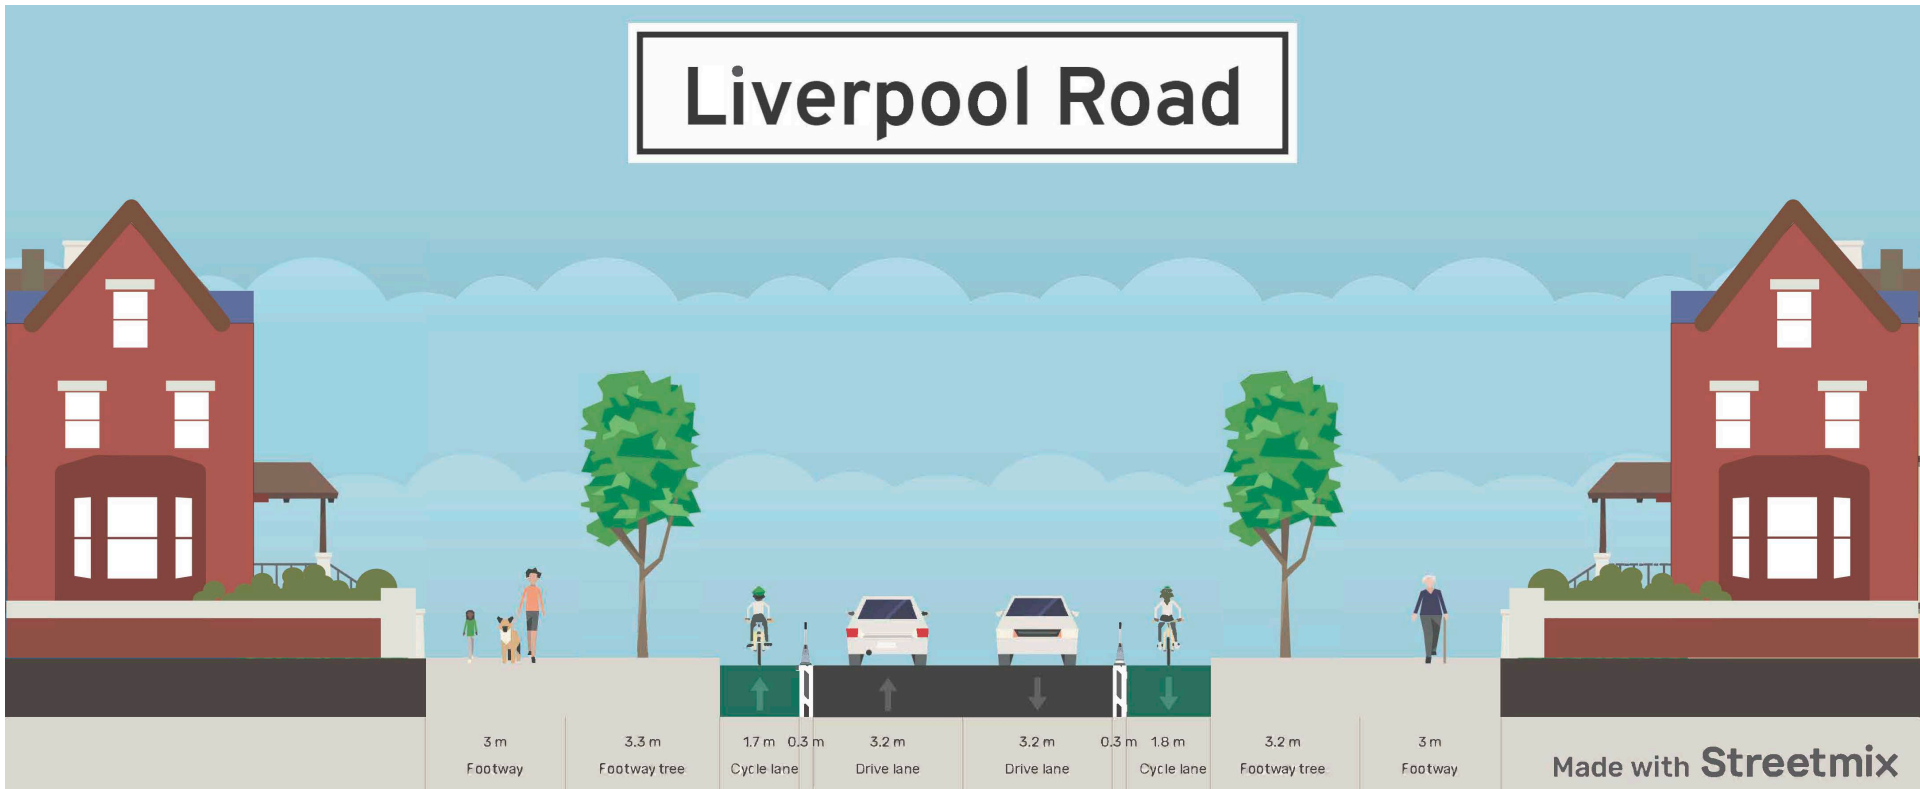 Liverpool Road
3 m 3.3 m 1.7 m 0.3 m 3.2 m 3.2 m 0.3 m 1.8 m 3.2 m 3 m
Footway Footway tree Cycle lane Drive lane Drive lane Cycle lane Footway tree Footway
Made with Streetmix